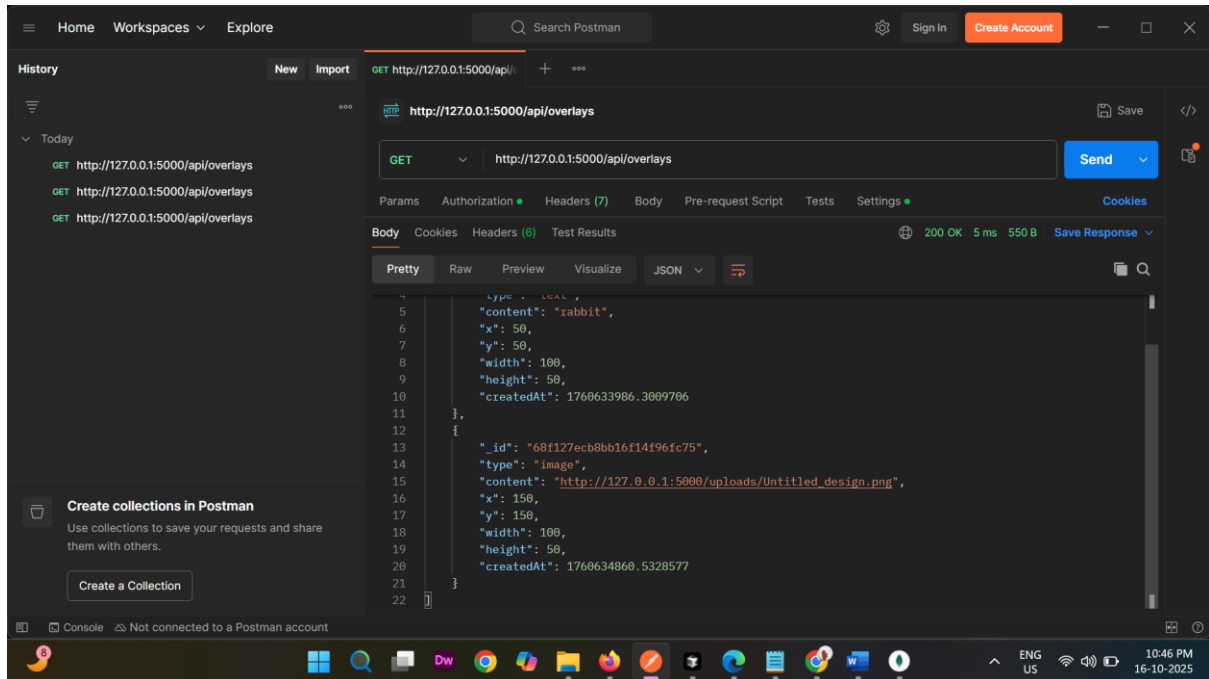 Home Workspaces Explore Search Postman Sign In Create Account
History New Import GET http://127.0.0.1:5000/api/
http://127.0.0.1:5000/api/overlays Save
Today
GET http://127.0.0.1:5000/api/overlays
GET http://127.0.0.1:5000/api/overlays
GET http://127.0.0.1:5000/api/overlays
GET http://127.0.0.1:5000/api/overlays Send
Params Authorization Headers (7) Body Pre-request Script Tests Settings Cookies
Body Cookies Headers (6) Test Results 200 OK 5 ms 550 B Save Response
Pretty Raw Preview Visualize JSON
4 "type": "text",
5 "content": "rabbit",
6 "x": 50,
7 "y": 50,
8 "width": 100,
9 "height": 50,
10 "createdAt": 1760633986.3009706
11 },
12 {
13 "_id": "68f127ecb8bb16f14f96fc75",
14 "type": "image",
15 "content": "http://127.0.0.1:5000/uploads/Untitled_design.png",
16 "x": 150,
17 "y": 150,
18 "width": 100,
19 "height": 50,
20 "createdAt": 1760634860.5328577
21 }
22 ]
Create collections in Postman
Use collections to save your requests and share
them with others.
Create a Collection
Console Not connected to a Postman account
8 Dw W ENG 10:46 PM
US 16-10-2025